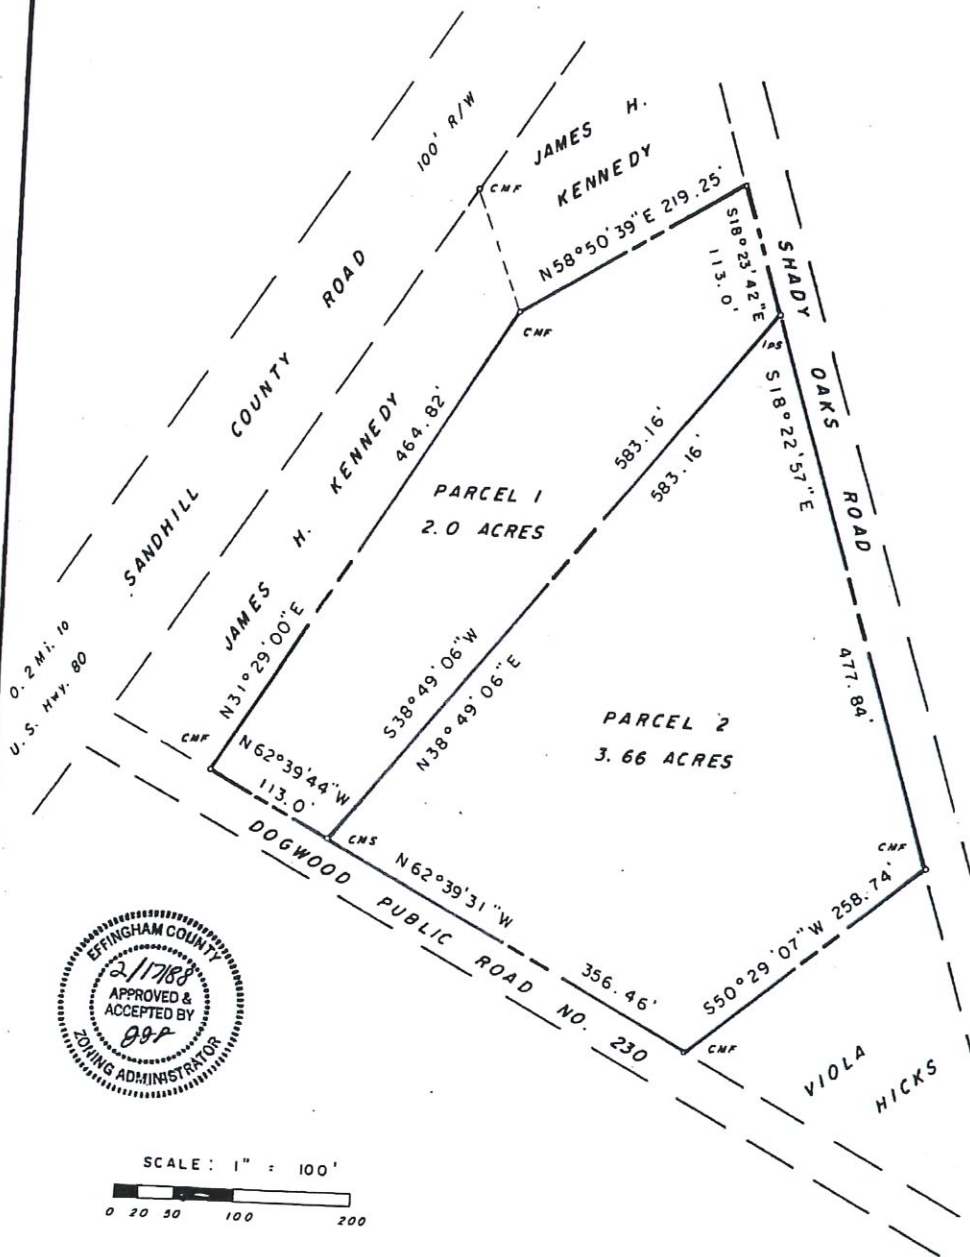 100' R/W
JAMES H.
KENNEDY
CMF
N58°50'39"E 219.25'
S18°23'42"E
113.0'
SHADY OAKS ROAD
SANDHILL COUNTY ROAD
CMF
IPS
JAMES H. KENNEDY
464.82'
N31°29'00"E
583.16'
583.16'
S18°22'57"E
477.84'
PARCEL 1
2.0 ACRES
S38°49'06"W
N38°49'06"E
PARCEL 2
3.66 ACRES
0.2 Mi. to
U.S. Hwy. 80
CMF
N62°39'44"W
113.0'
CMS
CMF
N62°39'31"W
356.46'
S50°29'07"W 258.74'
DOGWOOD PUBLIC ROAD NO. 230
CMF
VIOLA
HICKS
EFFINGHAM COUNTY
2/17/88
APPROVED &
ACCEPTED BY
ZONING ADMINISTRATOR
SCALE: 1" = 100'
0 20 50 100 200